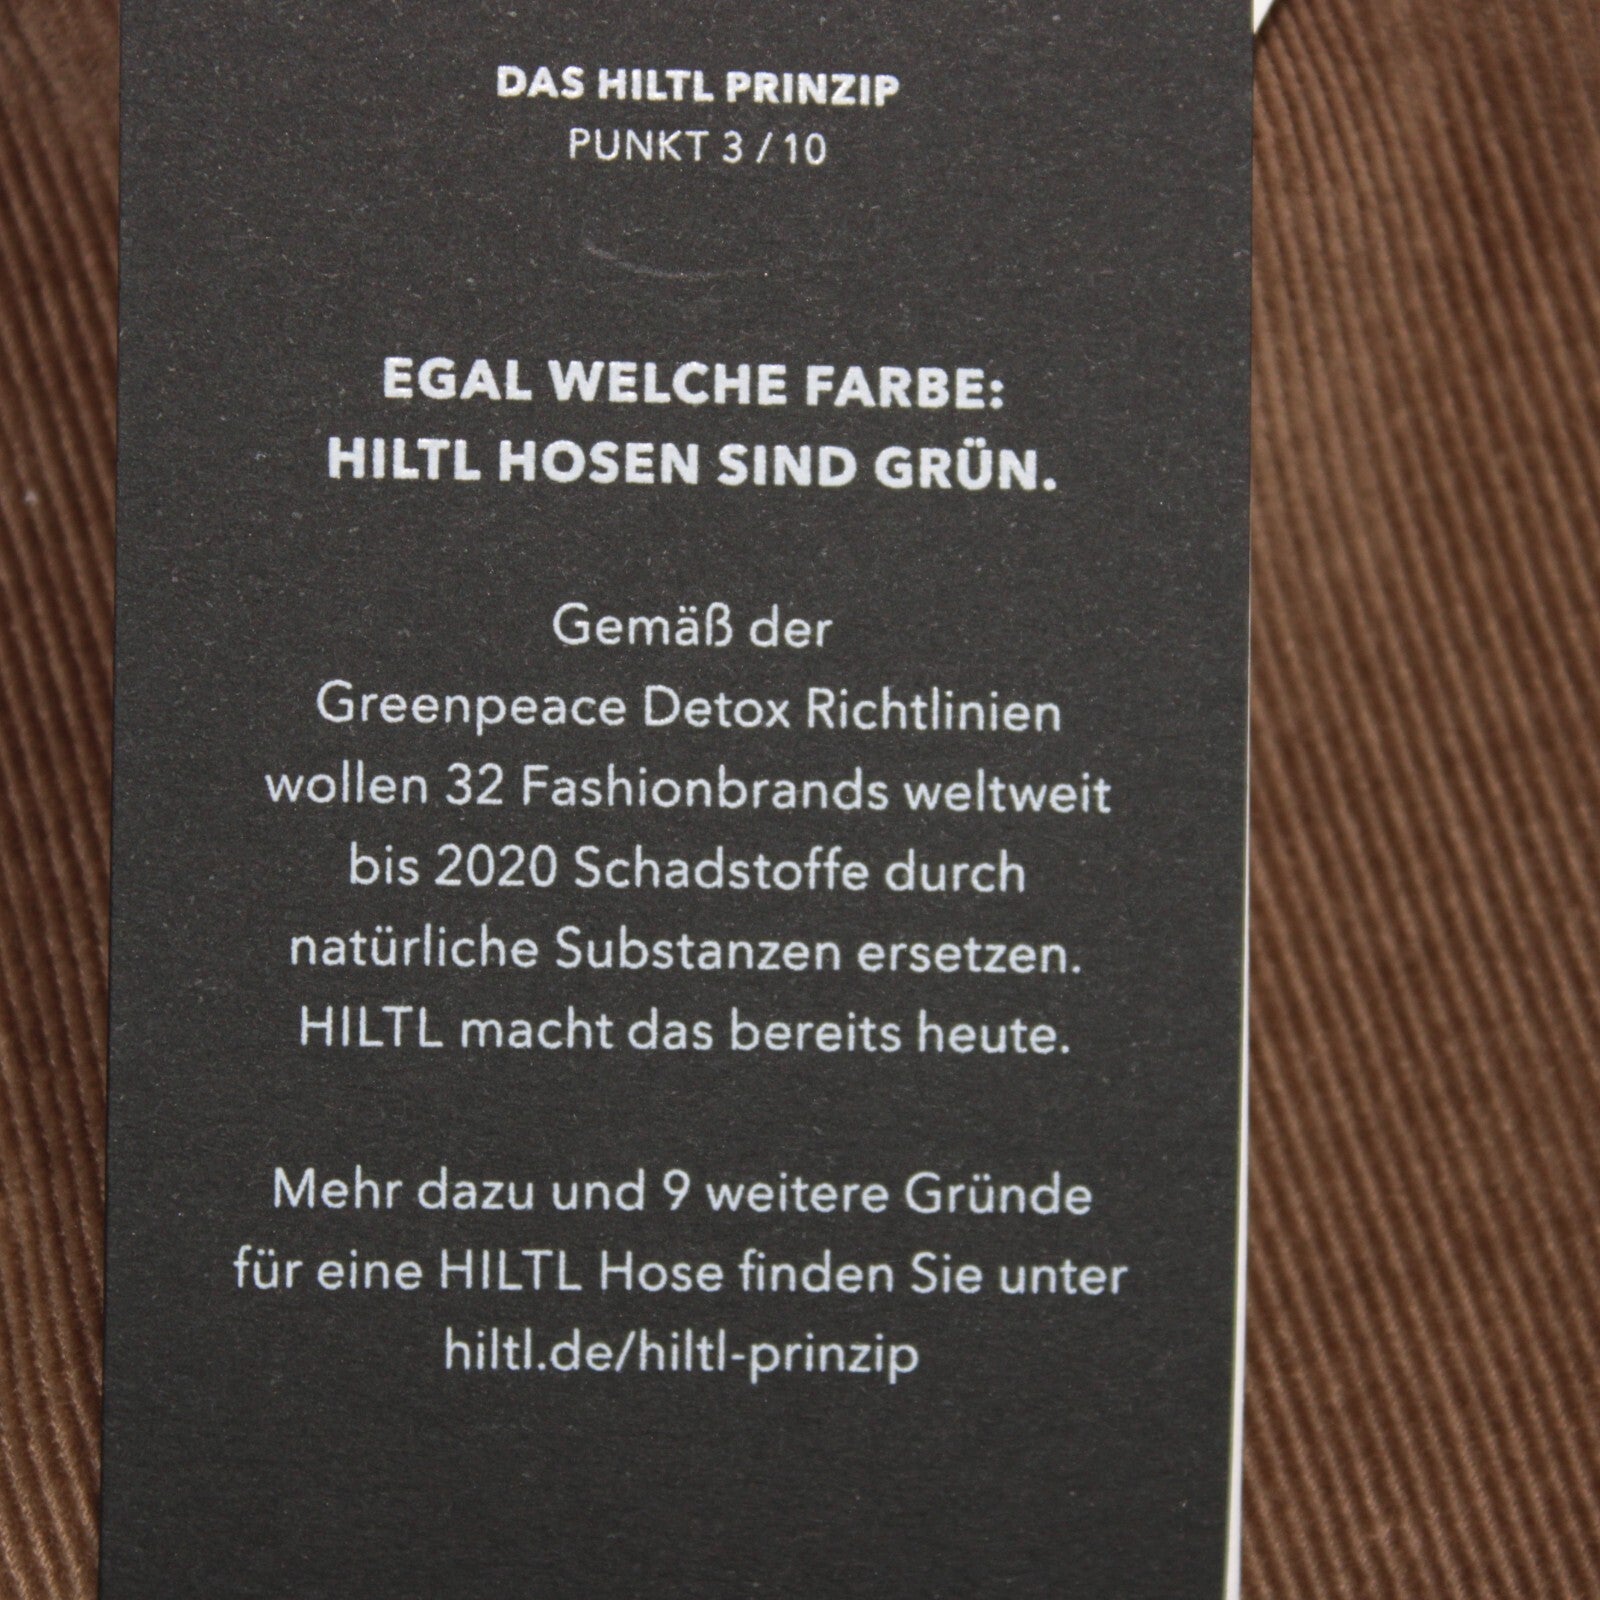 DAS HILTL PRINZIP
PUNKT 3 / 10
EGAL WELCHE FARBE:
HILTL HOSEN SIND GRÜN.
Gemäß der
Greenpeace Detox Richtlinien
wollen 32 Fashionbrands weltweit
bis 2020 Schadstoffe durch
natürliche Substanzen ersetzen.
HILTL macht das bereits heute.
Mehr dazu und 9 weitere Gründe
für eine HILTL Hose finden Sie unter
hiltl.de/hiltl-prinzip